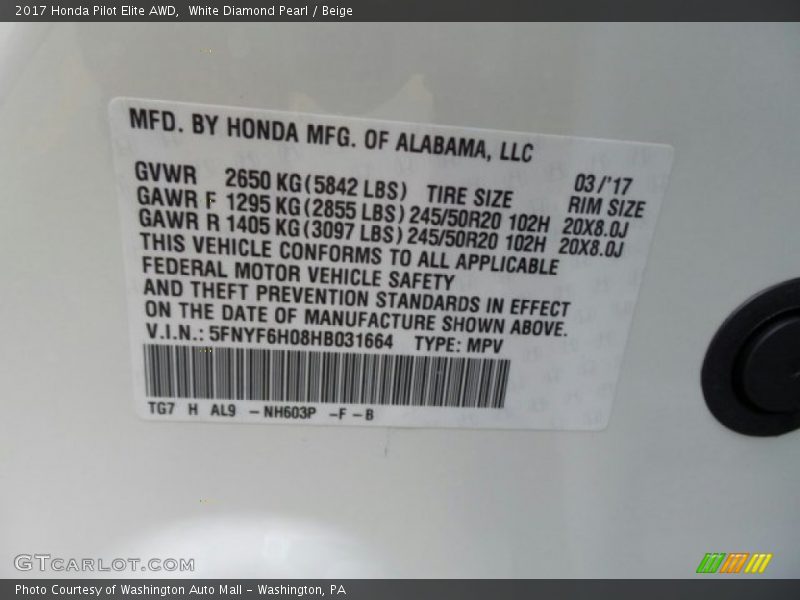 2017 Honda Pilot Elite AWD,  White Diamond Pearl / Beige
MFD. BY HONDA MFG. OF ALABAMA, LLC
03/'17
GVWR 2650 KG(5842 LBS) TIRE SIZE RIM SIZE
GAWR F 1295 KG(2855 LBS) 245/50R20 102H 20X8.0J
GAWR R 1405 KG(3097 LBS) 245/50R20 102H 20X8.0J
THIS VEHICLE CONFORMS TO ALL APPLICABLE
FEDERAL MOTOR VEHICLE SAFETY
AND THEFT PREVENTION STANDARDS IN EFFECT
ON THE DATE OF MANUFACTURE SHOWN ABOVE.
V.I.N.: 5FNYF6H08HB031664 TYPE: MPV
TG7 H AL9 -NH603P -F-B
GTCARLOT.COM
Photo Courtesy of Washington Auto Mall - Washington, PA